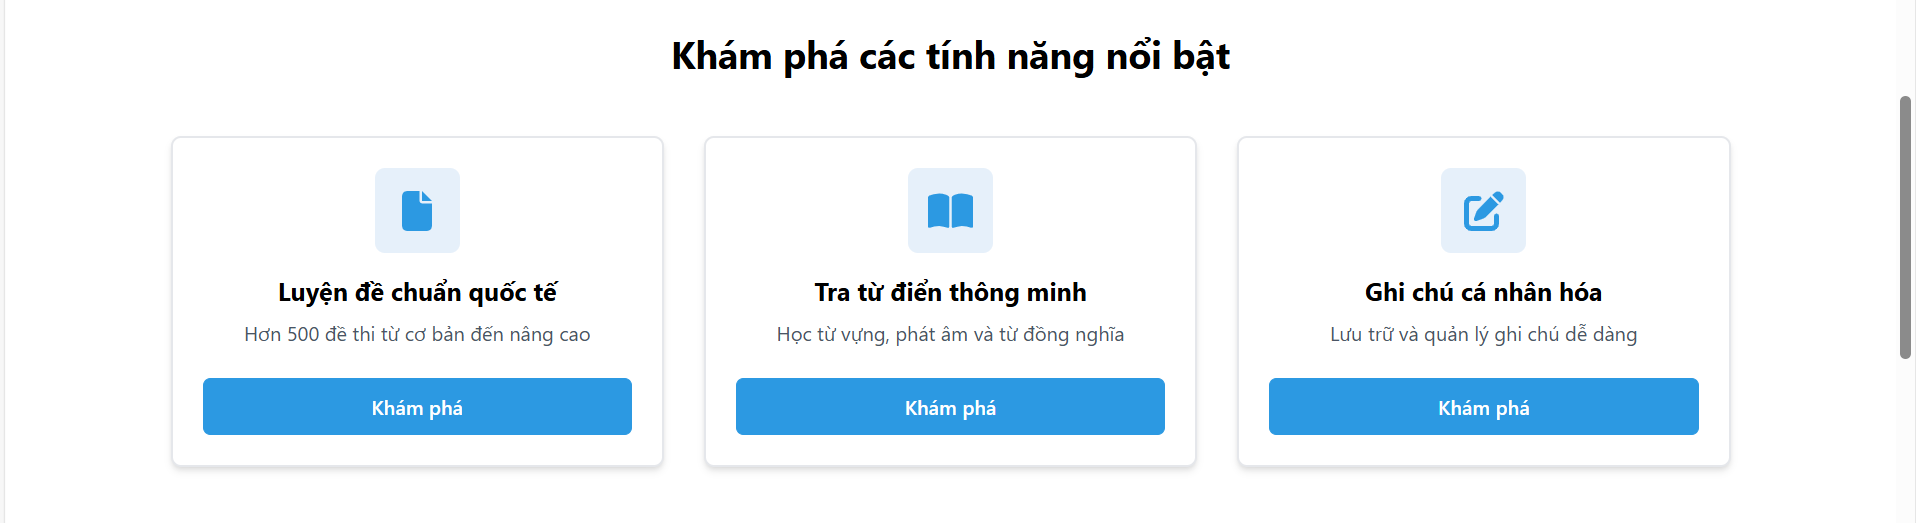 Khám phá các tính năng nổi bật
Luyện đề chuẩn quốc tế
Hơn 500 đề thi từ cơ bản đến nâng cao
Khám phá
Tra từ điển thông minh
Học từ vựng, phát âm và từ đồng nghĩa
Khám phá
Ghi chú cá nhân hóa
Lưu trữ và quản lý ghi chú dễ dàng
Khám phá